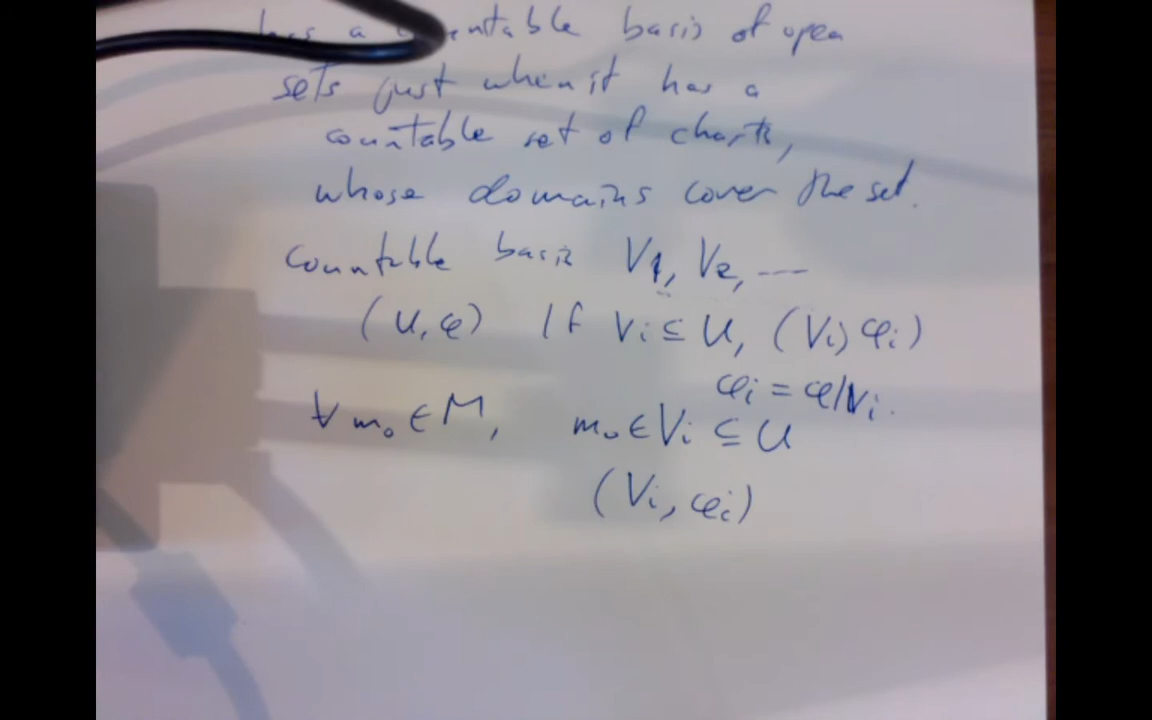 has a countable basis of open
sets just when it has a
countable set of charts,
whose domains cover the set.
countable basis V₁, V₂, ---
(U, φ) If Vᵢ ⊆ U, (Vᵢ, φᵢ)
φᵢ = φ|Vᵢ.
∀ m₀ ∈ M, m₀ ∈ Vᵢ ⊆ U
(Vᵢ, φᵢ)